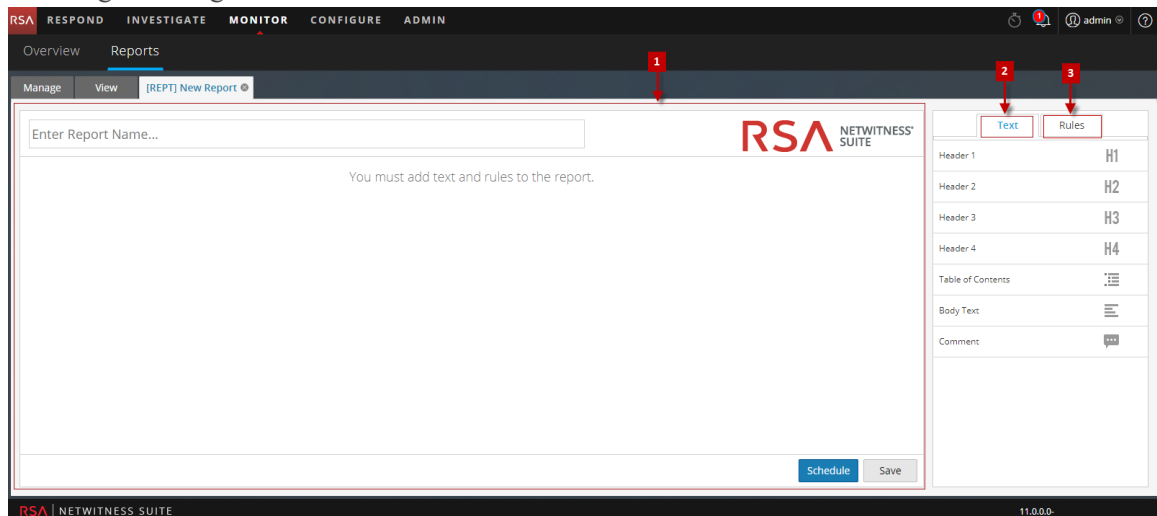 RSA RESPOND INVESTIGATE MONITOR CONFIGURE ADMIN 1 admin ?
Overview Reports
1
2 3
Manage View [REPT] New Report
Text Rules
Enter Report Name... RSA NETWITNESS®
SUITE
Header 1 H1
You must add text and rules to the report.
Header 2 H2
Header 3 H3
Header 4 H4
Table of Contents
Body Text
Comment
Schedule Save
RSA | NETWITNESS SUITE 11.0.0.0-